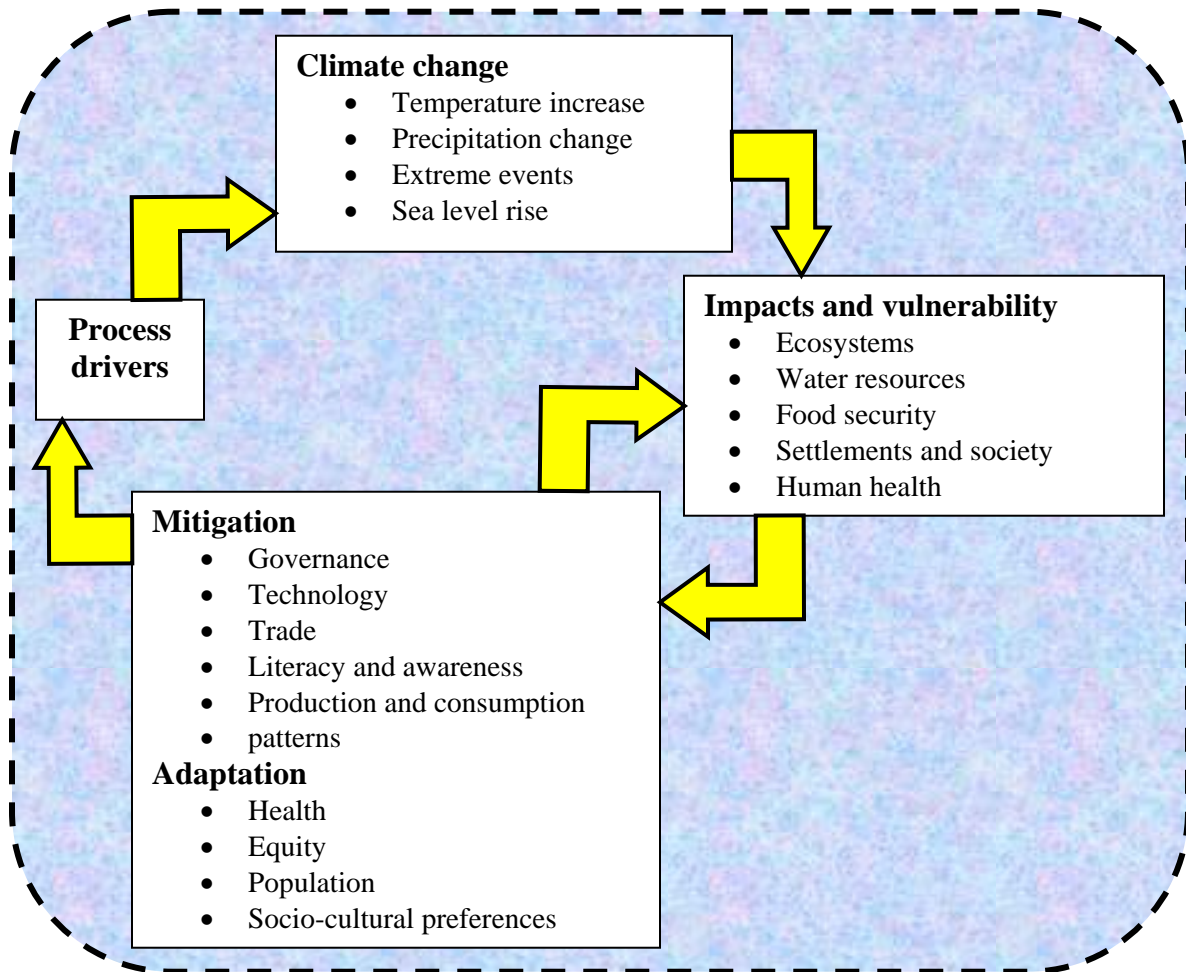 Climate change
• Temperature increase
• Precipitation change
• Extreme events
• Sea level rise
Process
drivers
Impacts and vulnerability
• Ecosystems
• Water resources
• Food security
• Settlements and society
• Human health
Mitigation
• Governance
• Technology
• Trade
• Literacy and awareness
• Production and consumption
• patterns
Adaptation
• Health
• Equity
• Population
• Socio-cultural preferences